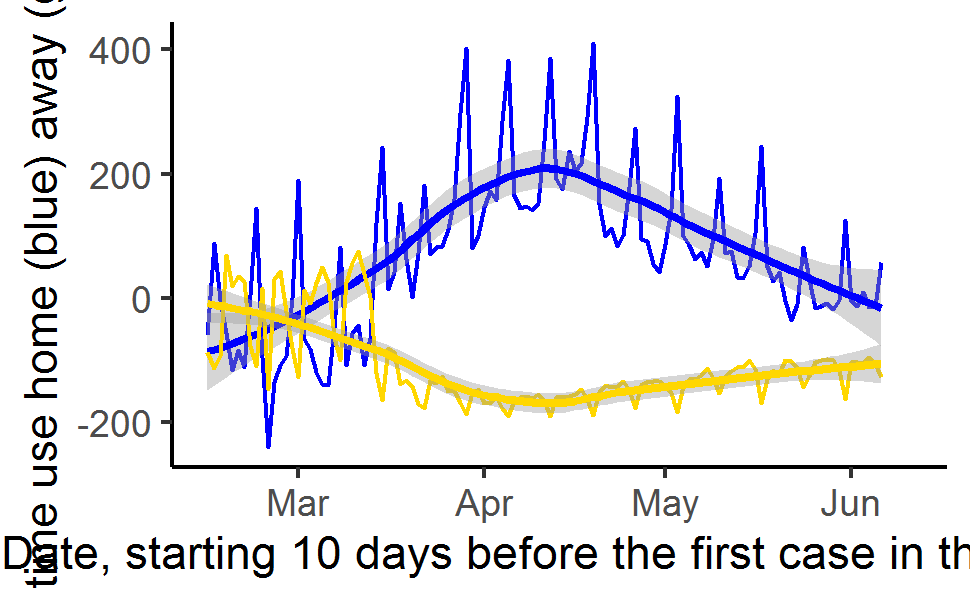 time use home (blue) away (
400
200
0
-200
Mar Apr May Jun
Date, starting 10 days before the first case in th